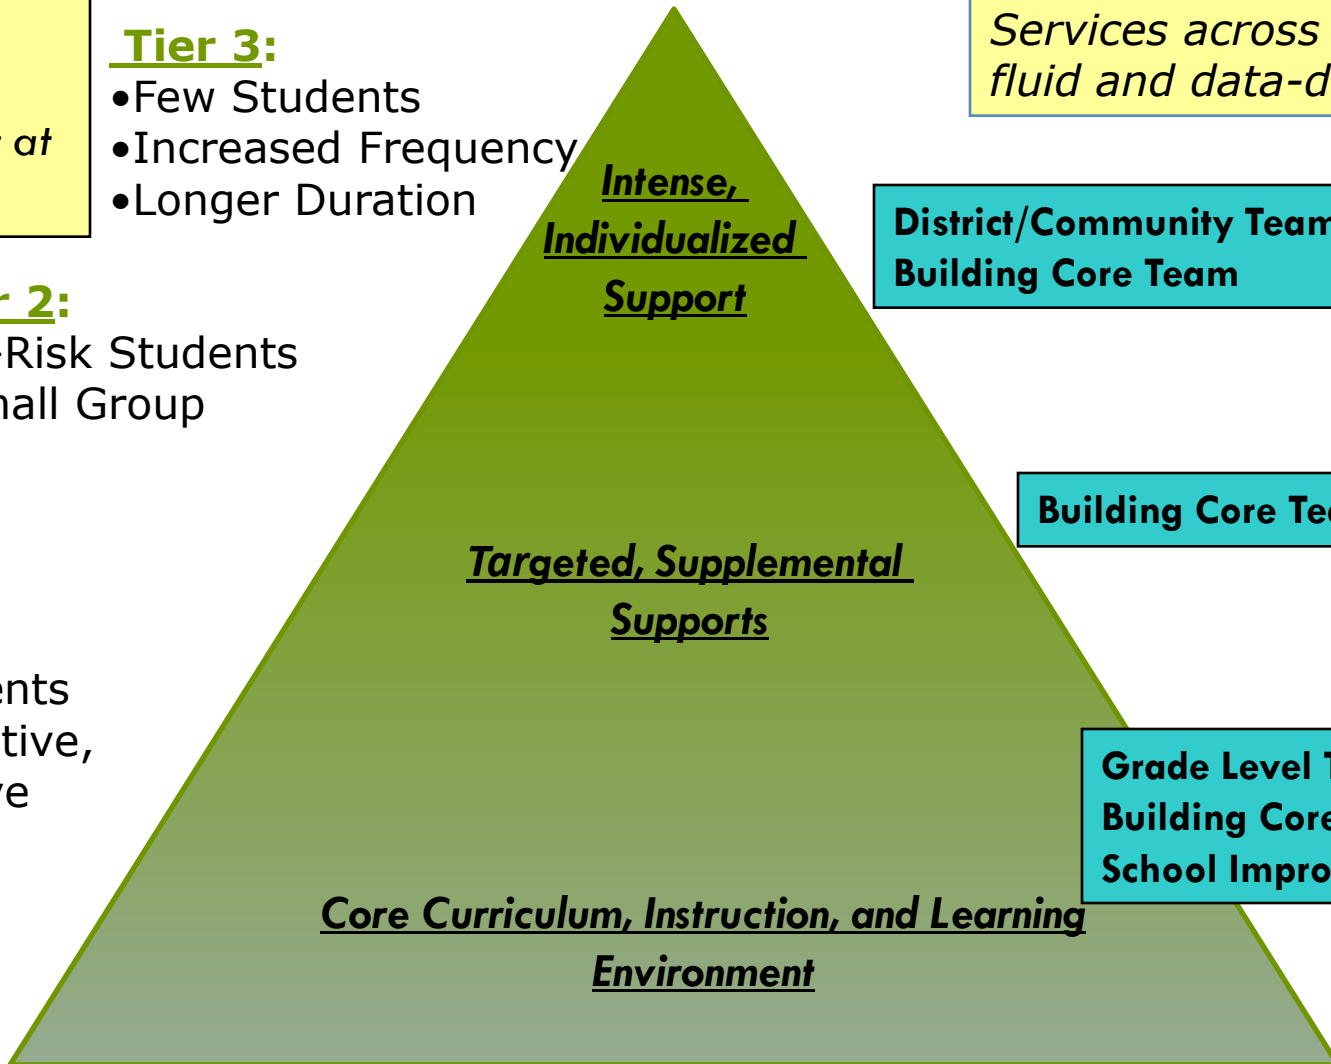 at
Tier 3:
•Few Students
•Increased Frequency
•Longer Duration
Services across
fluid and data-d
Intense,
Individualized
Support
District/Community Team
Building Core Team
r 2:
-Risk Students
nall Group
Building Core Tea
Targeted, Supplemental
Supports
ents
tive,
ve
Grade Level T
Building Core
School Impro
Core Curriculum, Instruction, and Learning
Environment